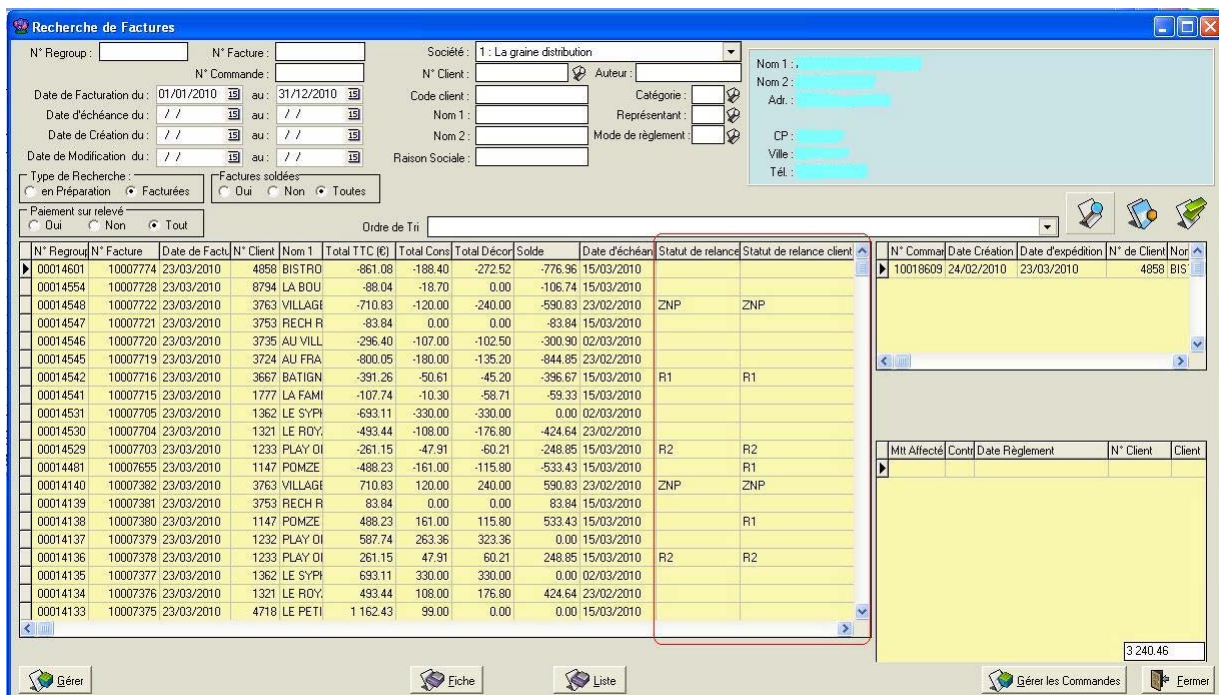 Recherche de Factures
N° Regroup : N° Facture : Société : 1 : La graine distribution
N° Commande : N° Client : Auteur :
Date de Facturation du : 01/01/2010 15 au : 31/12/2010 15 Code client : Catégorie :
Date d'échéance du : / / 15 au : / / 15 Nom 1 : Représentant :
Date de Création du : / / 15 au : / / 15 Nom 2 : Mode de règlement :
Date de Modification du : / / 15 au : / / 15 Raison Sociale :
Nom 1 :
Nom 2 :
Adr. :
CP :
Ville :
Tél. :
Type de Recherche : Factures soldées
en Préparation Facturées Oui Non Toutes
Paiement sur relevé
Oui Non Tout Ordre de Tri
N° Regroup N° Facture Date de Factu N° Client Nom 1 Total TTC (€) Total Cons Total Décor Solde Date d'échéan Statut de relance Statut de relance client
00014601 10007774 23/03/2010 4858 BISTRO -861.08 -188.40 -272.52 -776.96 15/03/2010
00014554 10007728 23/03/2010 8794 LA BOU -88.04 -18.70 0.00 -106.74 15/03/2010
00014548 10007722 23/03/2010 3763 VILLAGE -710.83 -120.00 -240.00 -590.83 23/02/2010 ZNP ZNP
00014547 10007721 23/03/2010 3753 RECH R -83.84 0.00 0.00 -83.84 15/03/2010
00014546 10007720 23/03/2010 3735 AU VILL -296.40 -107.00 -102.50 -300.90 02/03/2010
00014545 10007719 23/03/2010 3724 AU FRA -800.05 -180.00 -135.20 -844.85 23/02/2010
00014542 10007716 23/03/2010 3667 BATIGN -391.26 -50.61 -45.20 -396.67 15/03/2010 R1 R1
00014541 10007715 23/03/2010 1777 LA FAMI -107.74 -10.30 -58.71 -59.33 15/03/2010
00014531 10007705 23/03/2010 1362 LE SYPH -693.11 -330.00 -330.00 0.00 02/03/2010
00014530 10007704 23/03/2010 1321 LE ROY. -493.44 -108.00 -176.80 -424.64 23/02/2010
00014529 10007703 23/03/2010 1233 PLAY OI -261.15 -47.91 -60.21 -248.85 15/03/2010 R2 R2
00014481 10007655 23/03/2010 1147 POMZE -488.23 -161.00 -115.80 -533.43 15/03/2010 R1
00014140 10007382 23/03/2010 3763 VILLAGE 710.83 120.00 240.00 590.83 23/02/2010 ZNP ZNP
00014139 10007381 23/03/2010 3753 RECH R 83.84 0.00 0.00 83.84 15/03/2010
00014138 10007380 23/03/2010 1147 POMZE 488.23 161.00 115.80 533.43 15/03/2010 R1
00014137 10007379 23/03/2010 1232 PLAY OI 587.74 263.36 323.36 0.00 15/03/2010
00014136 10007378 23/03/2010 1233 PLAY OI 261.15 47.91 60.21 248.85 15/03/2010 R2 R2
00014135 10007377 23/03/2010 1362 LE SYPH 693.11 330.00 330.00 0.00 02/03/2010
00014134 10007376 23/03/2010 1321 LE ROY. 493.44 108.00 176.80 424.64 23/02/2010
00014133 10007375 23/03/2010 4718 LE PETI 1 162.43 99.00 0.00 0.00 15/03/2010
N° Commar Date Création Date d'expédition N° de Client Nor
10018609 24/02/2010 23/03/2010 4858 BIS
Mtt Affecté Contr Date Règlement N° Client Client
3 240.46
Gérer Fiche Liste Gérer les Commandes Fermer